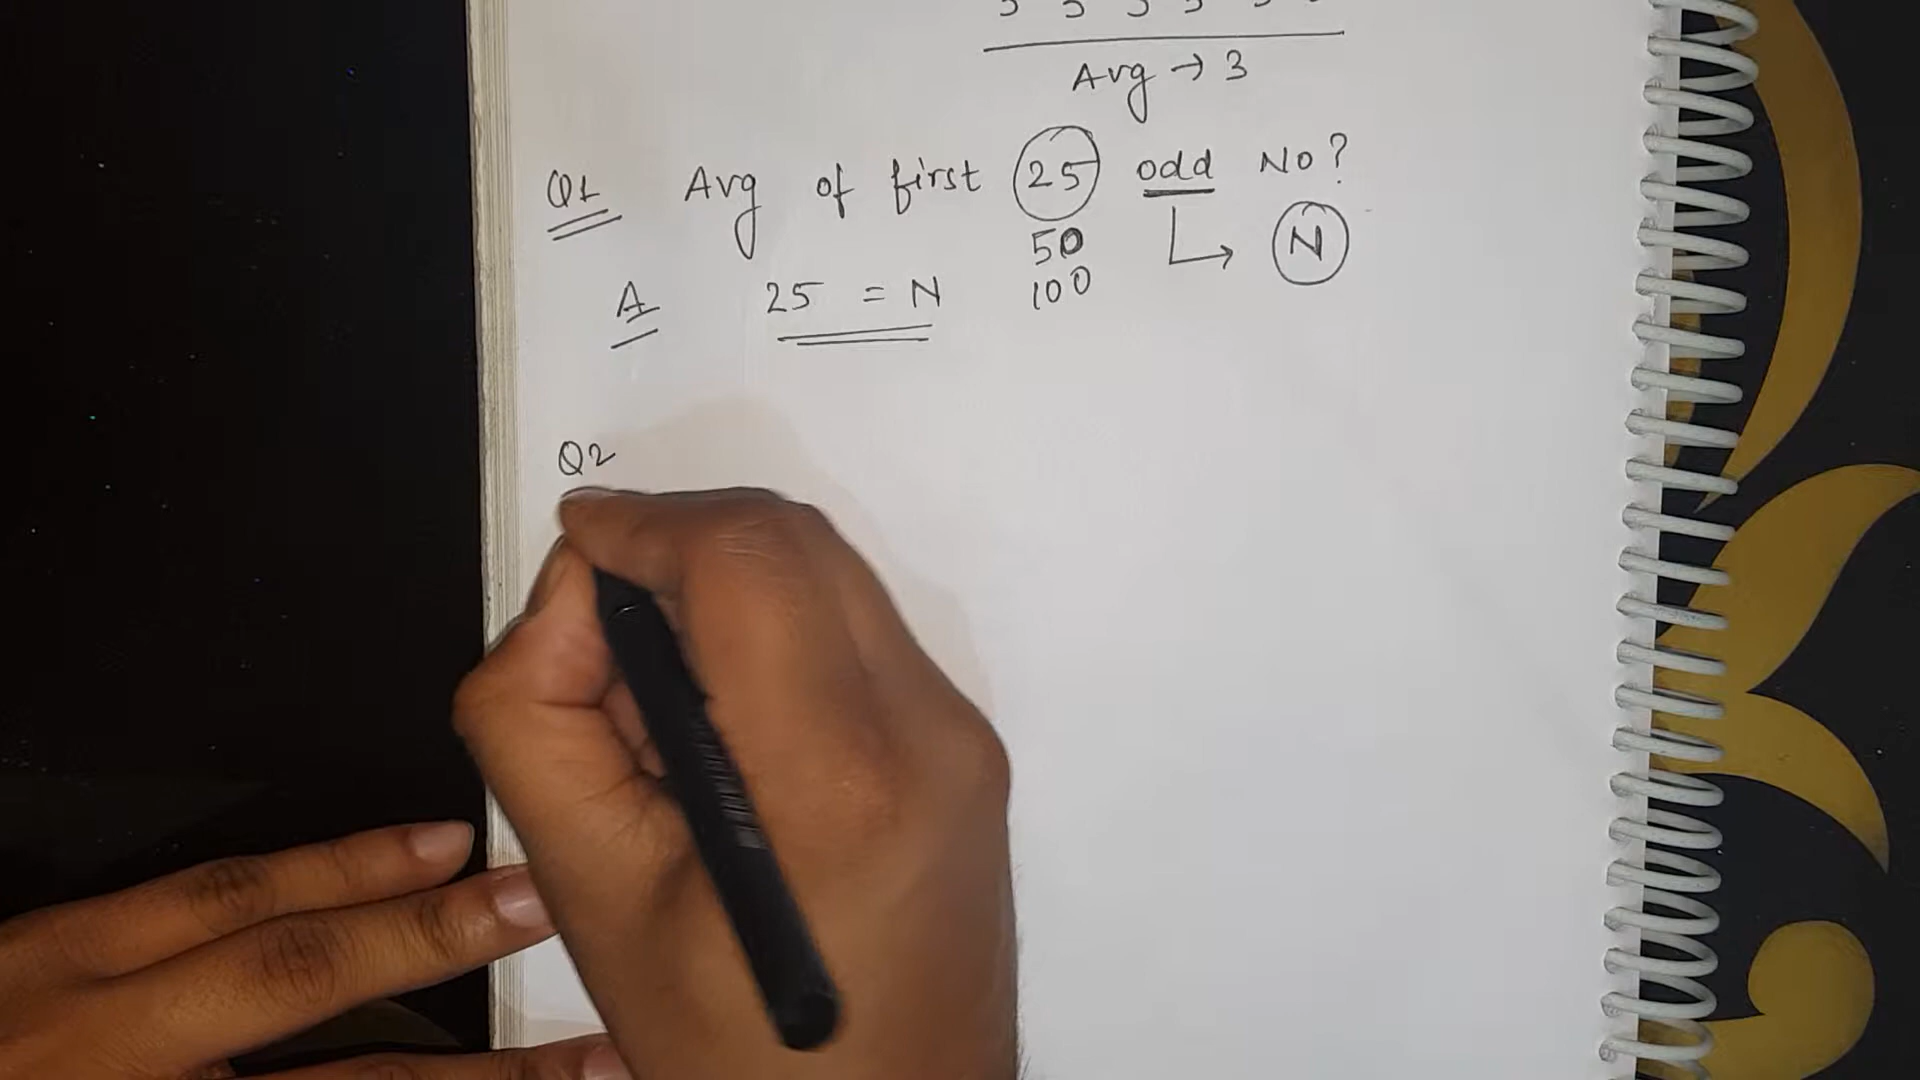 Avg → 3
Q1 Avg of first 25 odd No?
50 N
A 25 = N 100
Q2